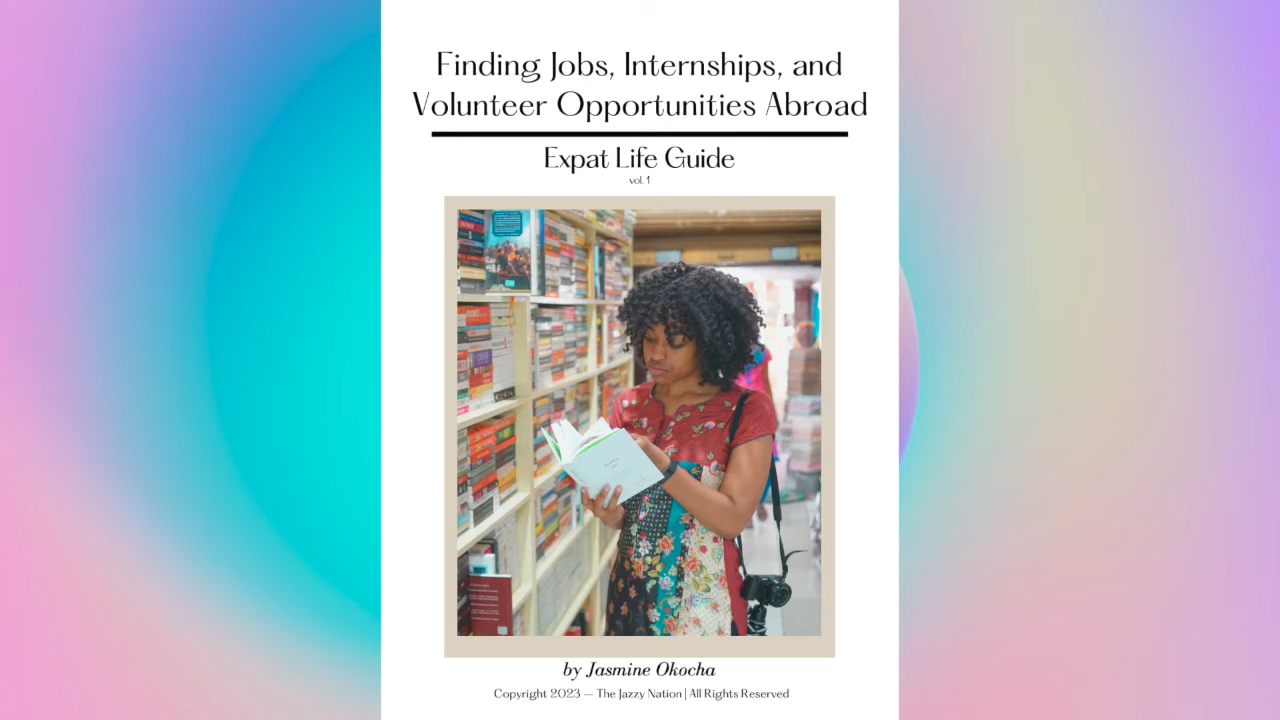 Finding Jobs, Internships, and
Volunteer Opportunities Abroad
Expat Life Guide
vol. 1
by Jasmine Okocha
Copyright 2023 — The Jazzy Nation | All Rights Reserved